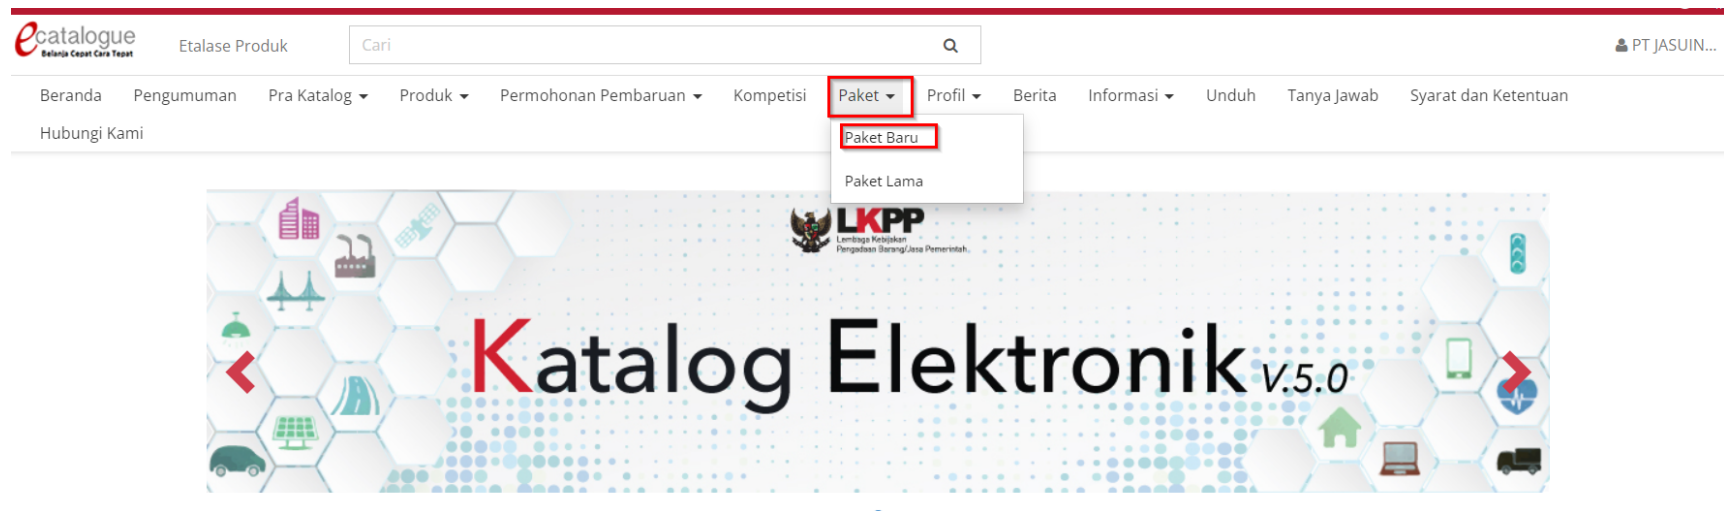 ecatalogue
Belanja Cepat Cara Tepat
Etalase Produk
Cari
PT JASUIN...
Beranda Pengumuman Pra Katalog Produk Permohonan Pembaruan Kompetisi Paket Profil Berita Informasi Unduh Tanya Jawab Syarat dan Ketentuan
Hubungi Kami
Paket Baru
Paket Lama
LKPP
Lembaga Kebijakan
Pengadaan Barang/Jasa Pemerintah
Katalog Elektronik v.5.0